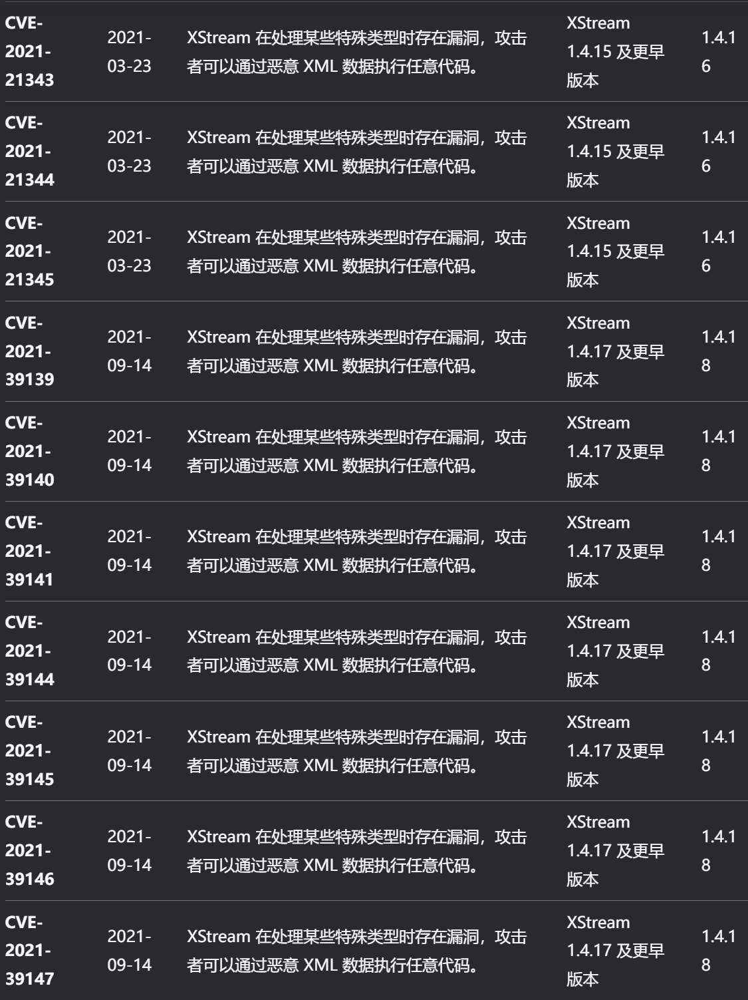 CVE-
2021-
21343
2021-
03-23
XStream 在处理某些特殊类型时存在漏洞，攻击
者可以通过恶意 XML 数据执行任意代码。
XStream
1.4.15 及更早
版本
1.4.1
6
CVE-
2021-
21344
2021-
03-23
XStream 在处理某些特殊类型时存在漏洞，攻击
者可以通过恶意 XML 数据执行任意代码。
XStream
1.4.15 及更早
版本
1.4.1
6
CVE-
2021-
21345
2021-
03-23
XStream 在处理某些特殊类型时存在漏洞，攻击
者可以通过恶意 XML 数据执行任意代码。
XStream
1.4.15 及更早
版本
1.4.1
6
CVE-
2021-
39139
2021-
09-14
XStream 在处理某些特殊类型时存在漏洞，攻击
者可以通过恶意 XML 数据执行任意代码。
XStream
1.4.17 及更早
版本
1.4.1
8
CVE-
2021-
39140
2021-
09-14
XStream 在处理某些特殊类型时存在漏洞，攻击
者可以通过恶意 XML 数据执行任意代码。
XStream
1.4.17 及更早
版本
1.4.1
8
CVE-
2021-
39141
2021-
09-14
XStream 在处理某些特殊类型时存在漏洞，攻击
者可以通过恶意 XML 数据执行任意代码。
XStream
1.4.17 及更早
版本
1.4.1
8
CVE-
2021-
39144
2021-
09-14
XStream 在处理某些特殊类型时存在漏洞，攻击
者可以通过恶意 XML 数据执行任意代码。
XStream
1.4.17 及更早
版本
1.4.1
8
CVE-
2021-
39145
2021-
09-14
XStream 在处理某些特殊类型时存在漏洞，攻击
者可以通过恶意 XML 数据执行任意代码。
XStream
1.4.17 及更早
版本
1.4.1
8
CVE-
2021-
39146
2021-
09-14
XStream 在处理某些特殊类型时存在漏洞，攻击
者可以通过恶意 XML 数据执行任意代码。
XStream
1.4.17 及更早
版本
1.4.1
8
CVE-
2021-
39147
2021-
09-14
XStream 在处理某些特殊类型时存在漏洞，攻击
者可以通过恶意 XML 数据执行任意代码。
XStream
1.4.17 及更早
版本
1.4.1
8